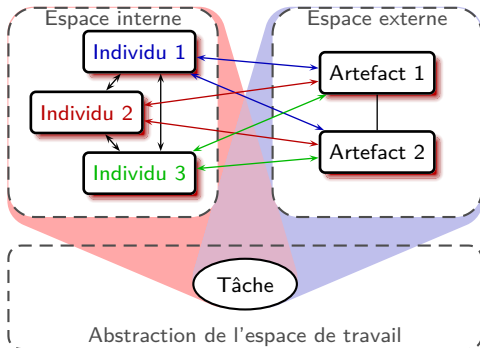 Espace interne
Espace externe
Individu 1
Artefact 1
Individu 2
Artefact 2
Individu 3
Tâche
Abstraction de l'espace de travail